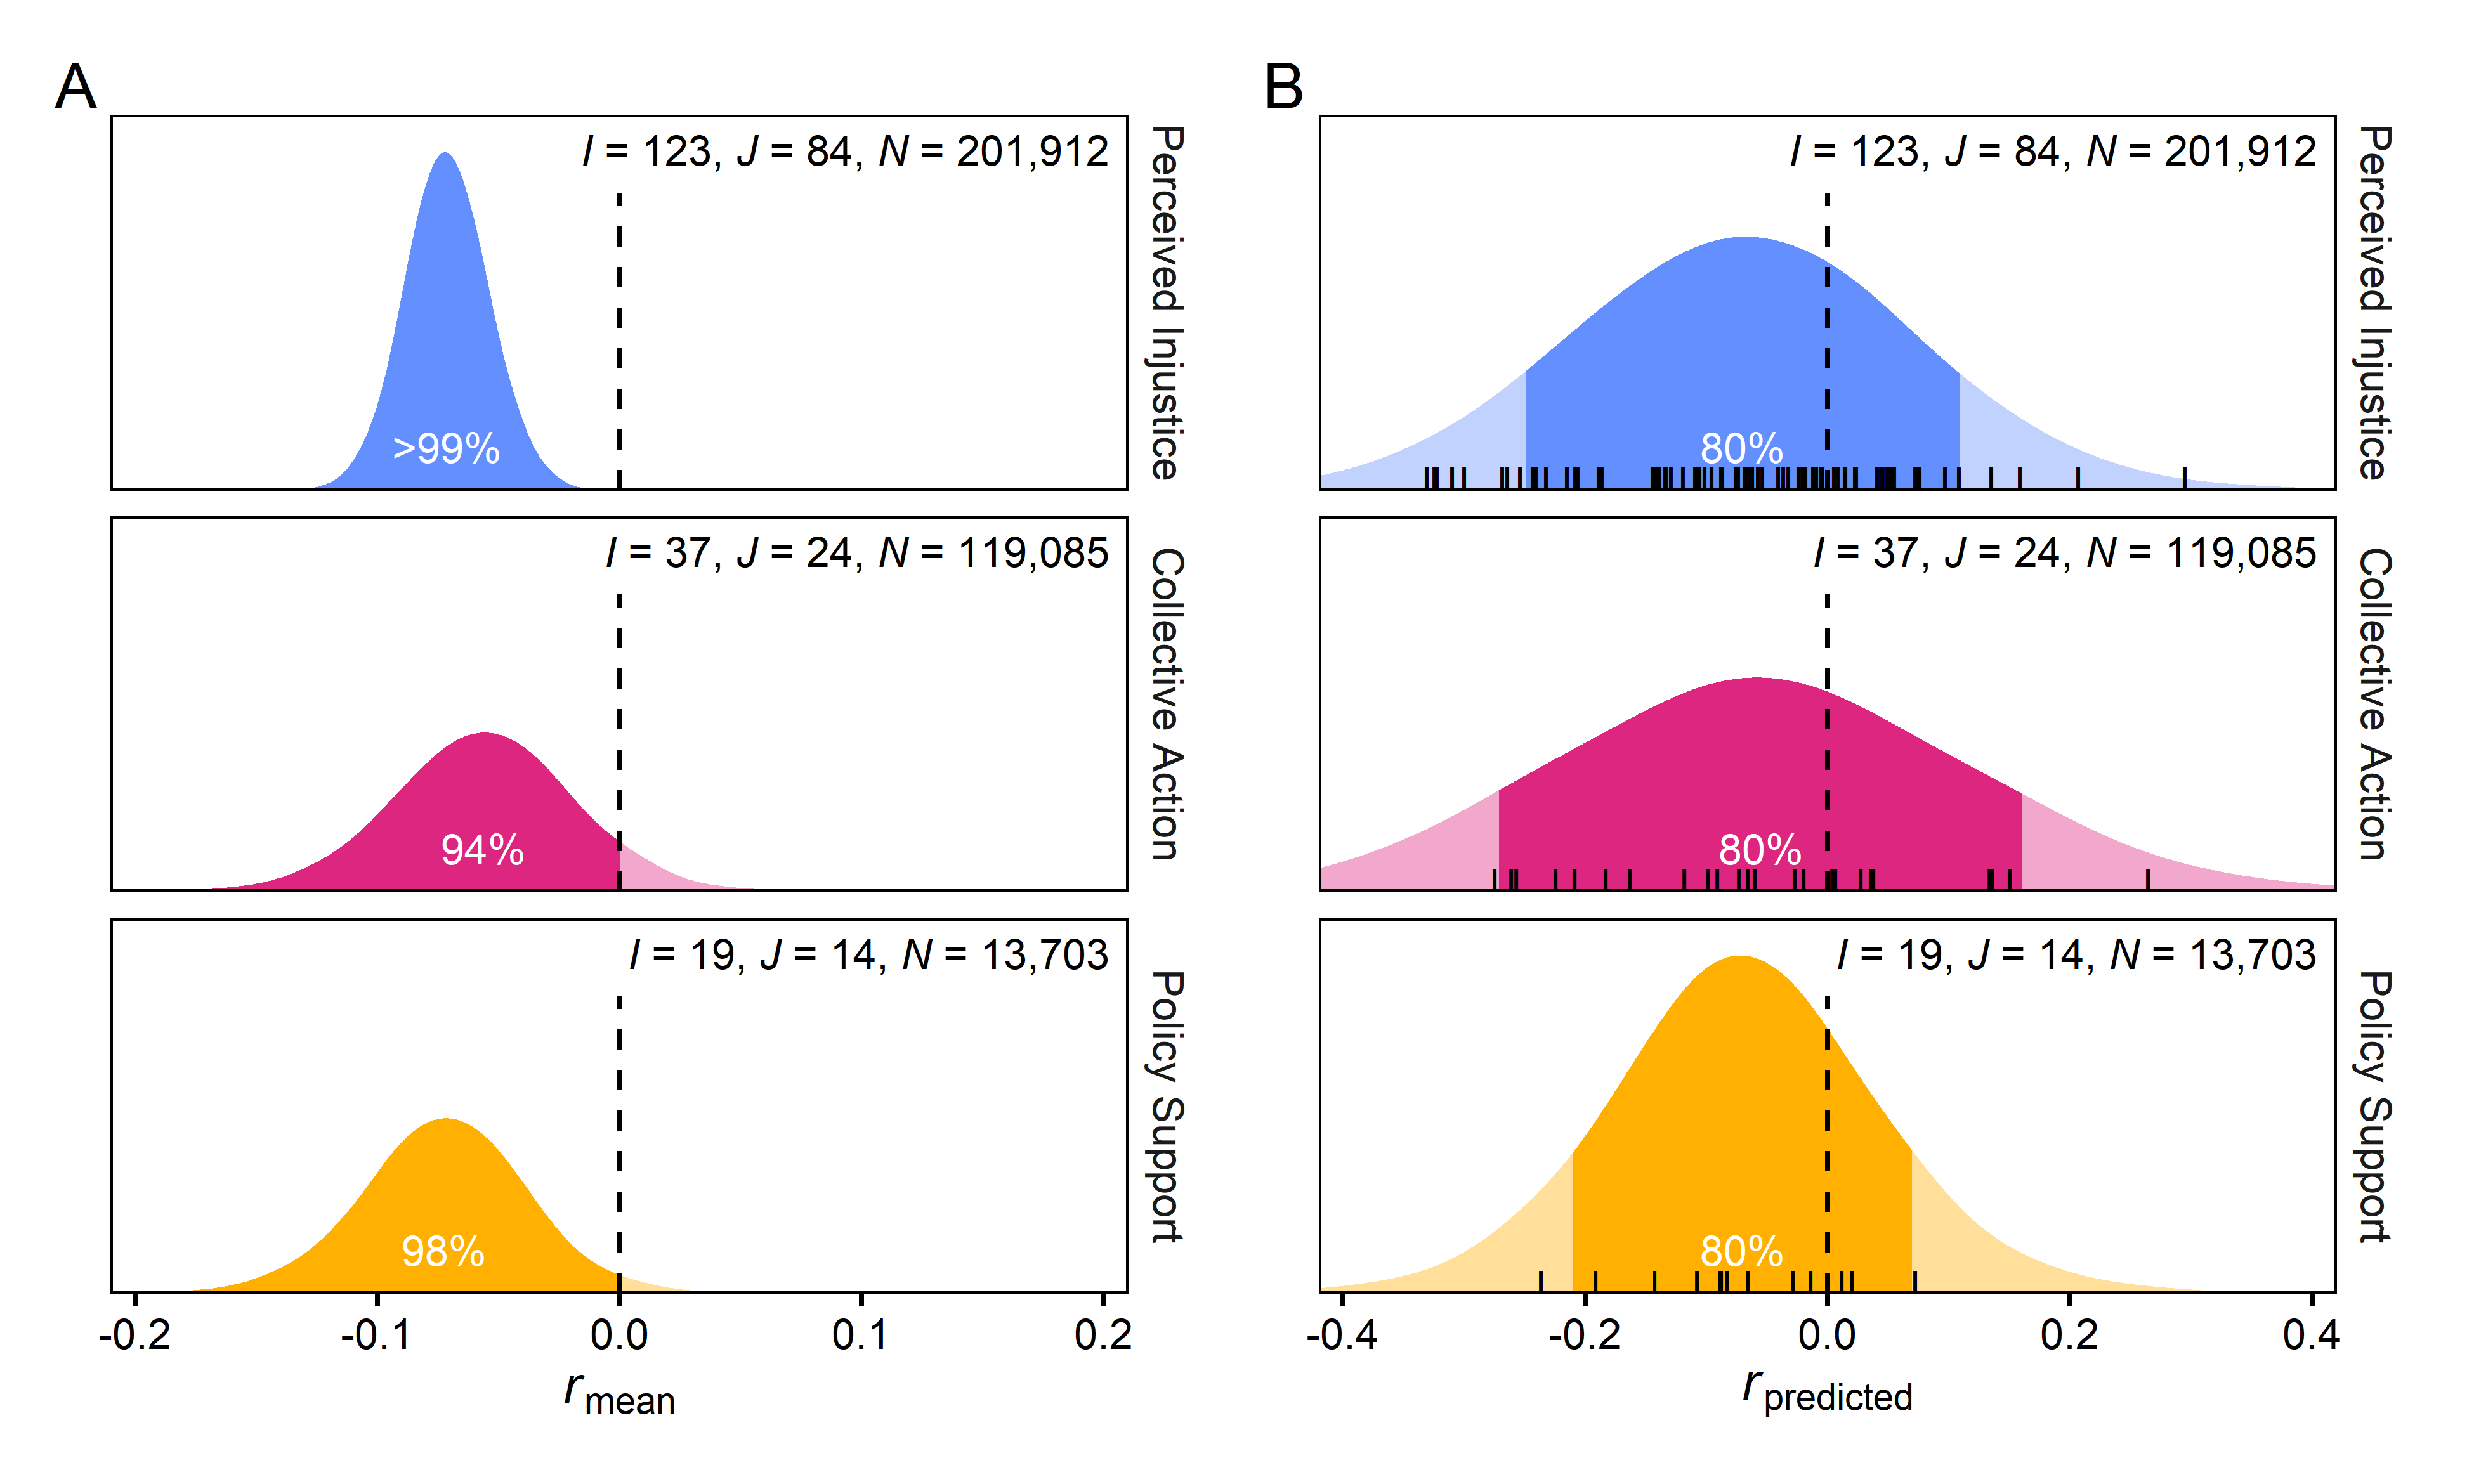 A
I = 123, J = 84, N = 201,912
>99%
Perceived Injustice
I = 37, J = 24, N = 119,085
94%
Collective Action
I = 19, J = 14, N = 13,703
98%
Policy Support
-0.2 -0.1 0.0 0.1 0.2
r mean
B
I = 123, J = 84, N = 201,912
80%
Perceived Injustice
I = 37, J = 24, N = 119,085
80%
Collective Action
I = 19, J = 14, N = 13,703
80%
Policy Support
-0.4 -0.2 0.0 0.2 0.4
r predicted